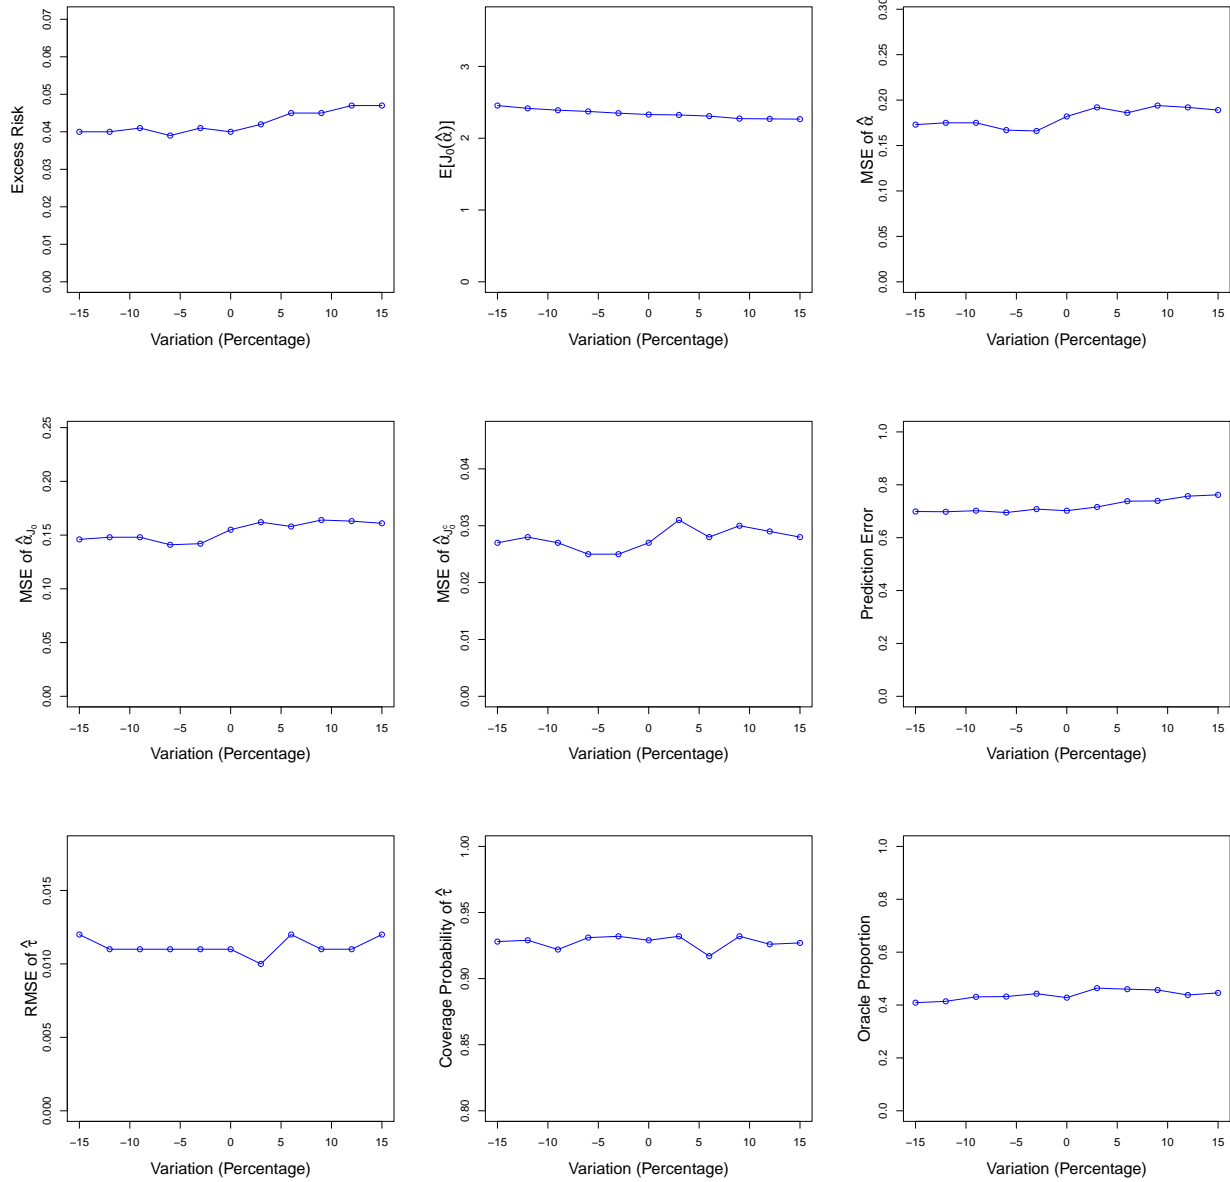 Excess Risk
0.00 0.01 0.02 0.03 0.04 0.05 0.06 0.07
−15 −10 −5 0 5 10 15
Variation (Percentage)
E[J₀(α̂)]
0 1 2 3
−15 −10 −5 0 5 10 15
Variation (Percentage)
MSE of α̂
0.00 0.05 0.10 0.15 0.20 0.25 0.30
−15 −10 −5 0 5 10 15
Variation (Percentage)
MSE of α̂_J₀
0.00 0.05 0.10 0.15 0.20 0.25
−15 −10 −5 0 5 10 15
Variation (Percentage)
MSE of α̂_J₀ᶜ
0.00 0.01 0.02 0.03 0.04
−15 −10 −5 0 5 10 15
Variation (Percentage)
Prediction Error
0.0 0.2 0.4 0.6 0.8 1.0
−15 −10 −5 0 5 10 15
Variation (Percentage)
RMSE of τ̂
0.000 0.005 0.010 0.015
−15 −10 −5 0 5 10 15
Variation (Percentage)
Coverage Probability of τ̂
0.80 0.85 0.90 0.95 1.00
−15 −10 −5 0 5 10 15
Variation (Percentage)
Oracle Proportion
0.0 0.2 0.4 0.6 0.8 1.0
−15 −10 −5 0 5 10 15
Variation (Percentage)